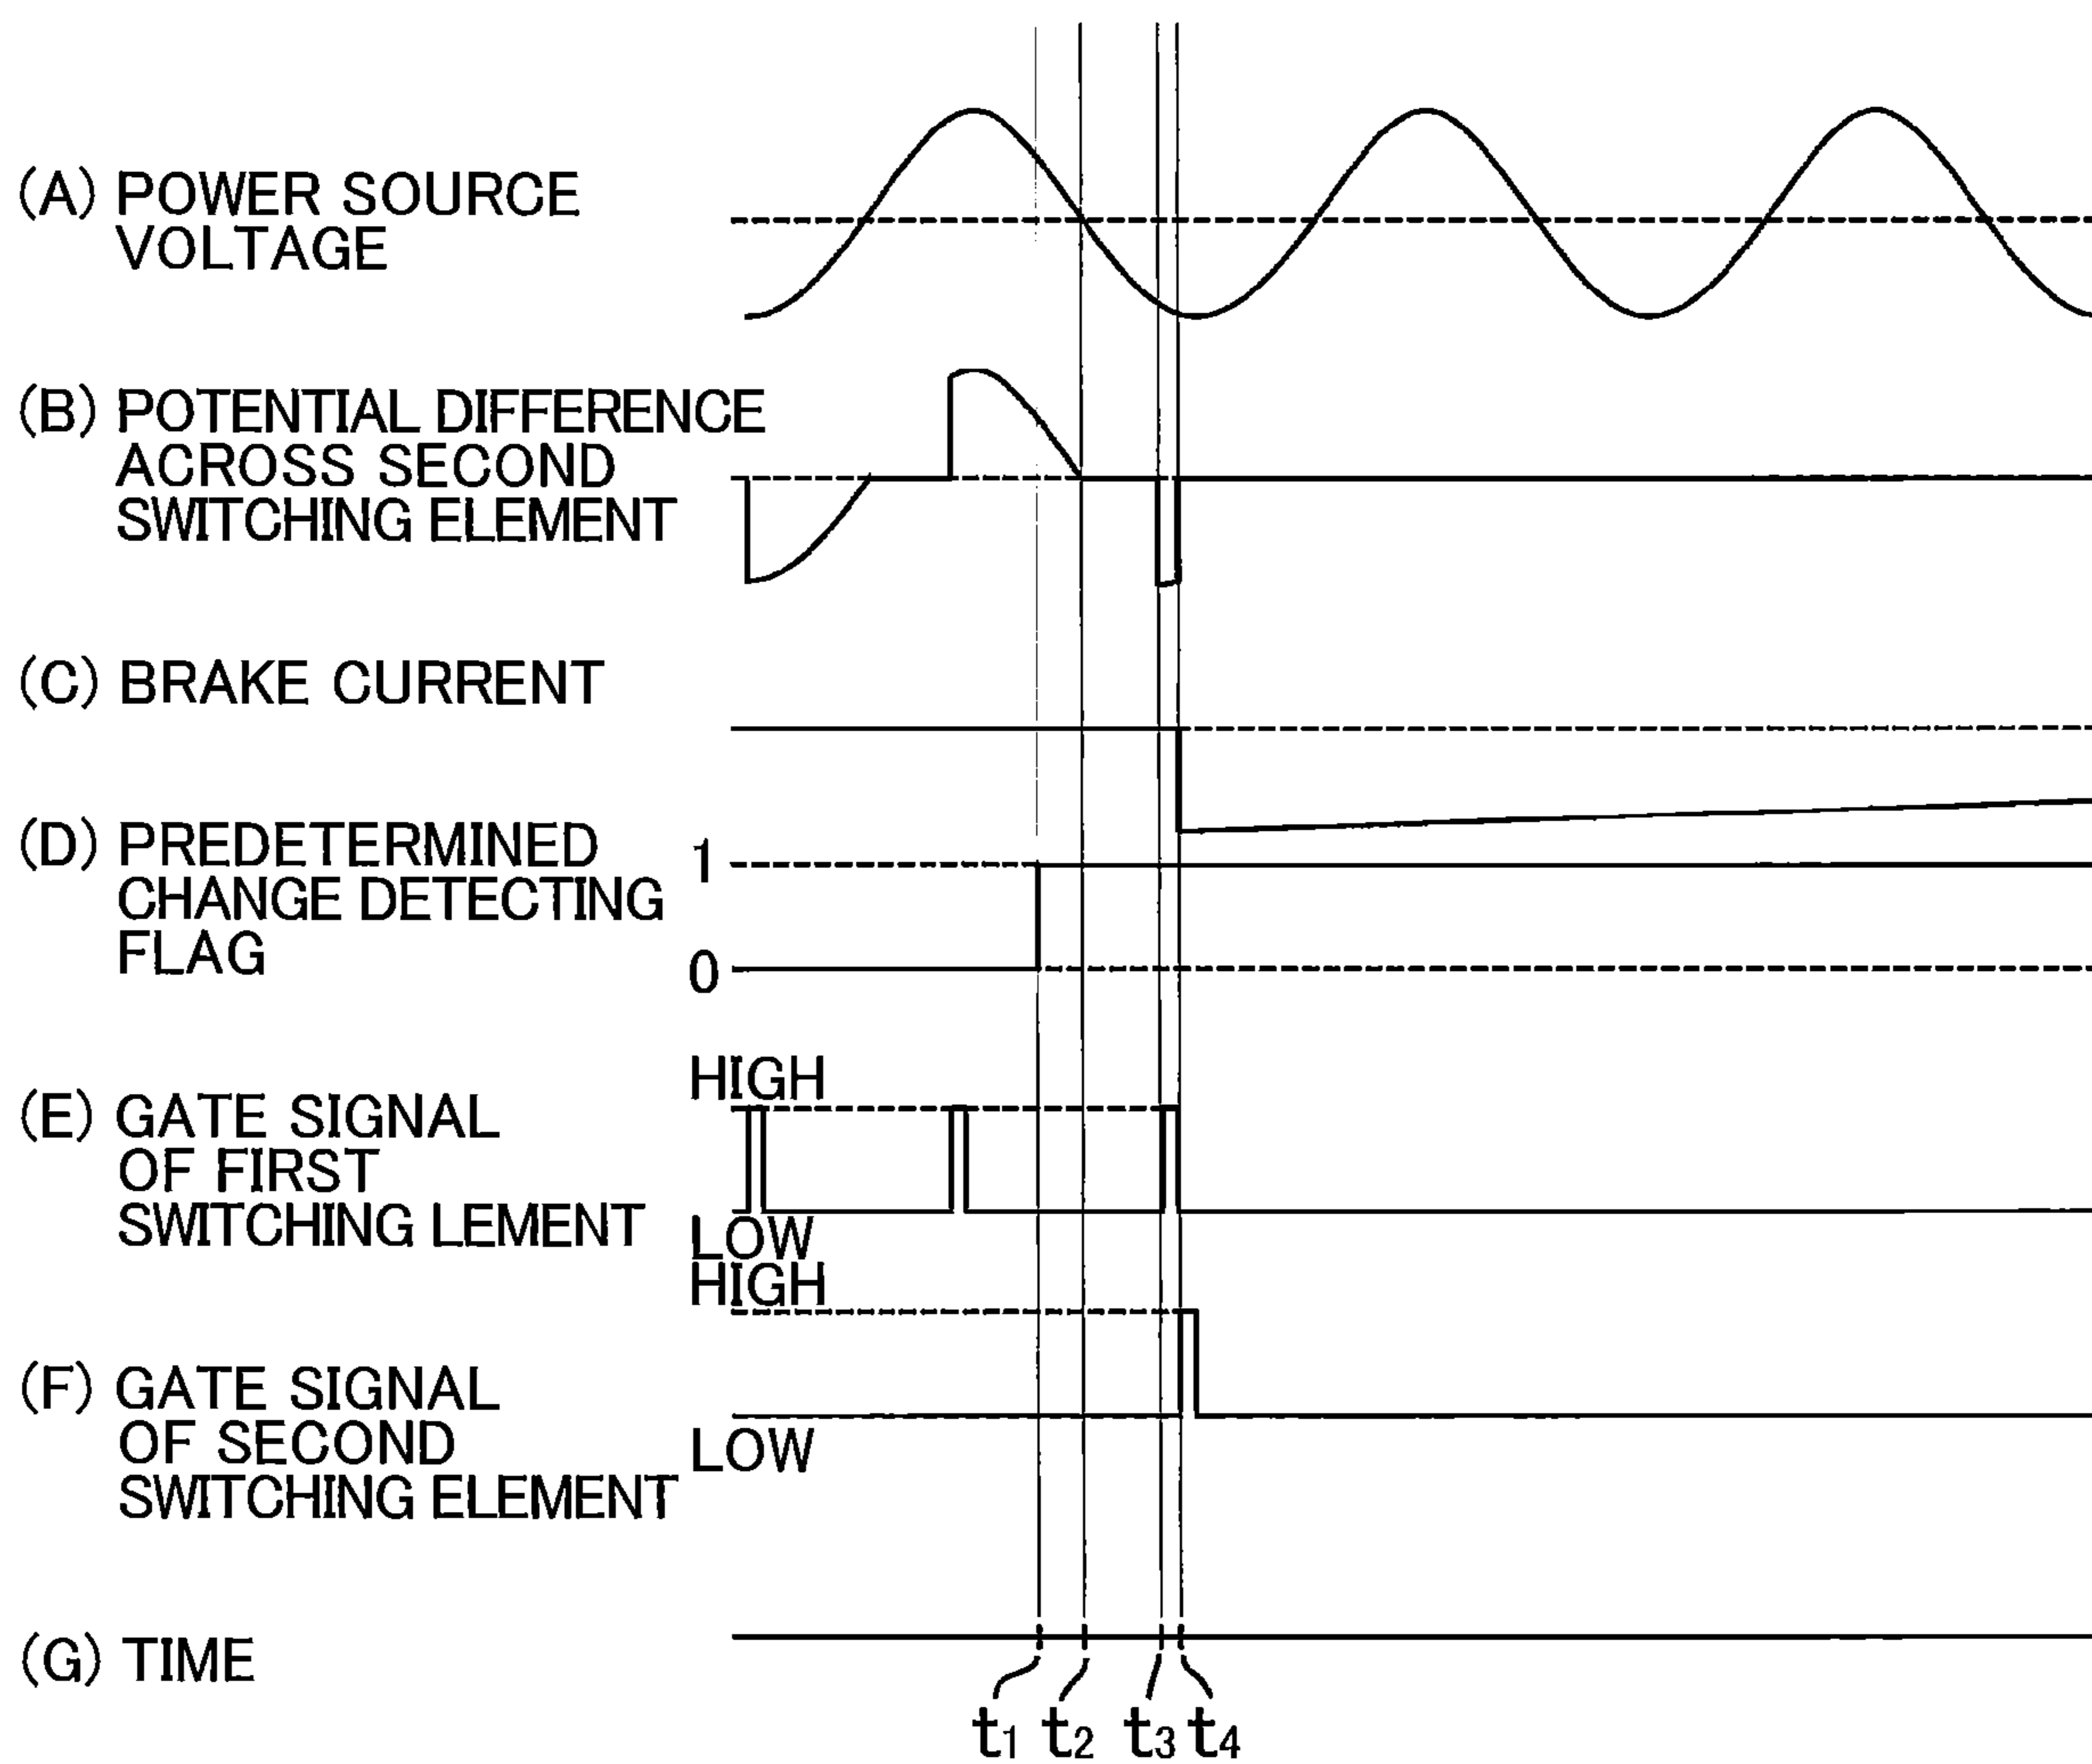 (A) POWER SOURCE
VOLTAGE
(B) POTENTIAL DIFFERENCE
ACROSS SECOND
SWITCHING ELEMENT
(C) BRAKE CURRENT
(D) PREDETERMINED
CHANGE DETECTING
FLAG
1
0
(E) GATE SIGNAL
OF FIRST
SWITCHING LEMENT
HIGH
LOW
HIGH
(F) GATE SIGNAL
OF SECOND
SWITCHING ELEMENT
LOW
(G) TIME
t1 t2 t3 t4